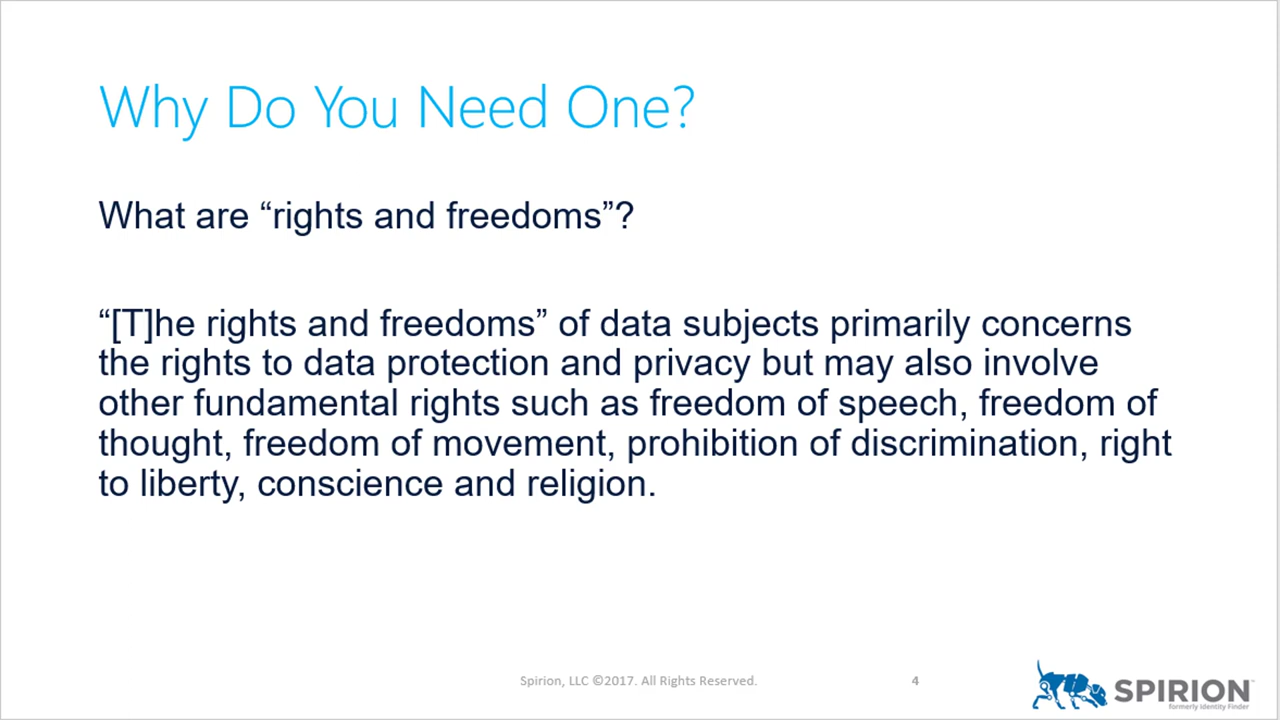 Why Do You Need One?
What are “rights and freedoms”?
“[T]he rights and freedoms” of data subjects primarily concerns
the rights to data protection and privacy but may also involve
other fundamental rights such as freedom of speech, freedom of
thought, freedom of movement, prohibition of discrimination, right
to liberty, conscience and religion.
Spirion, LLC ©2017. All Rights Reserved.
4
SPIRION™
formerly Identity Finder